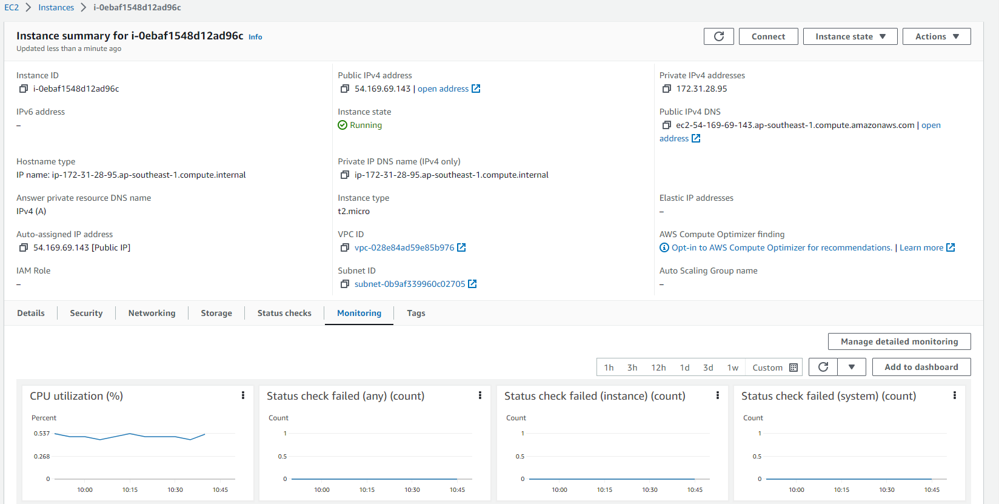 EC2 > Instances > i-0ebaf1548d12ad96c
Instance summary for i-0ebaf1548d12ad96c Info
Updated less than a minute ago
Connect
Instance state
Actions
Instance ID
i-0ebaf1548d12ad96c
Public IPv4 address
54.169.69.143 | open address
Private IPv4 addresses
172.31.28.95
IPv6 address
–
Instance state
Running
Public IPv4 DNS
ec2-54-169-69-143.ap-southeast-1.compute.amazonaws.com | open
address
Hostname type
IP name: ip-172-31-28-95.ap-southeast-1.compute.internal
Private IP DNS name (IPv4 only)
ip-172-31-28-95.ap-southeast-1.compute.internal
Answer private resource DNS name
IPv4 (A)
Instance type
t2.micro
Elastic IP addresses
–
Auto-assigned IP address
54.169.69.143 [Public IP]
VPC ID
vpc-028e84ad59e85b976
AWS Compute Optimizer finding
Opt-in to AWS Compute Optimizer for recommendations. | Learn more
IAM Role
–
Subnet ID
subnet-0b9af339960c02705
Auto Scaling Group name
–
Details
Security
Networking
Storage
Status checks
Monitoring
Tags
Manage detailed monitoring
1h 3h 12h 1d 3d 1w Custom
Add to dashboard
CPU utilization (%)
Percent
0.537
0.268
0
10:00 10:15 10:30 10:45
Status check failed (any) (count)
Count
1
0.5
0
10:00 10:15 10:30 10:45
Status check failed (instance) (count)
Count
1
0.5
0
10:00 10:15 10:30 10:45
Status check failed (system) (count)
Count
1
0.5
0
10:00 10:15 10:30 10:45